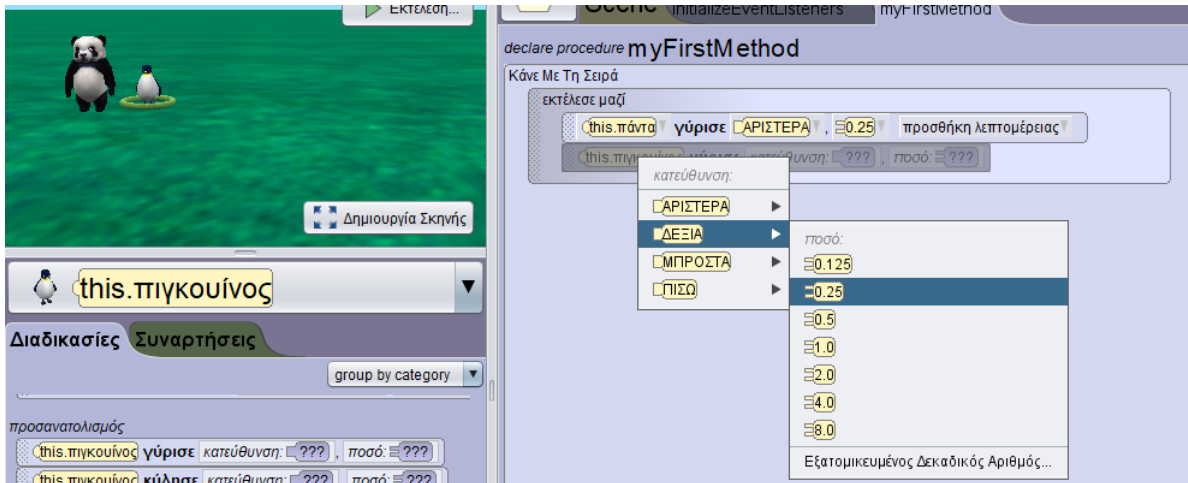 Εκτέλεση...
Scene initializeEventListeners myFirstMethod
declare procedure myFirstMethod
Κάνε Με Τη Σειρά
εκτέλεσε μαζί
this.πάντα γύρισε ΑΡΙΣΤΕΡΑ , 0.25 προσθήκη λεπτομέρειας
this.πιγκουίνος γύρισε κατεύθυνση: ??? , ποσό: ???
κατεύθυνση:
ΑΡΙΣΤΕΡΑ
ΔΕΞΙΑ
ΜΠΡΟΣΤΑ
ΠΙΣΩ
ποσό:
0.125
0.25
0.5
1.0
2.0
4.0
8.0
Εξατομικευμένος Δεκαδικός Αριθμός...
Δημιουργία Σκηνής
this.πιγκουίνος
Διαδικασίες Συναρτήσεις
group by category
προσανατολισμός
this.πιγκουίνος γύρισε κατεύθυνση: ??? , ποσό: ???
this.πιγκουίνος κύλησε κατεύθυνση: ??? , ποσό: ???